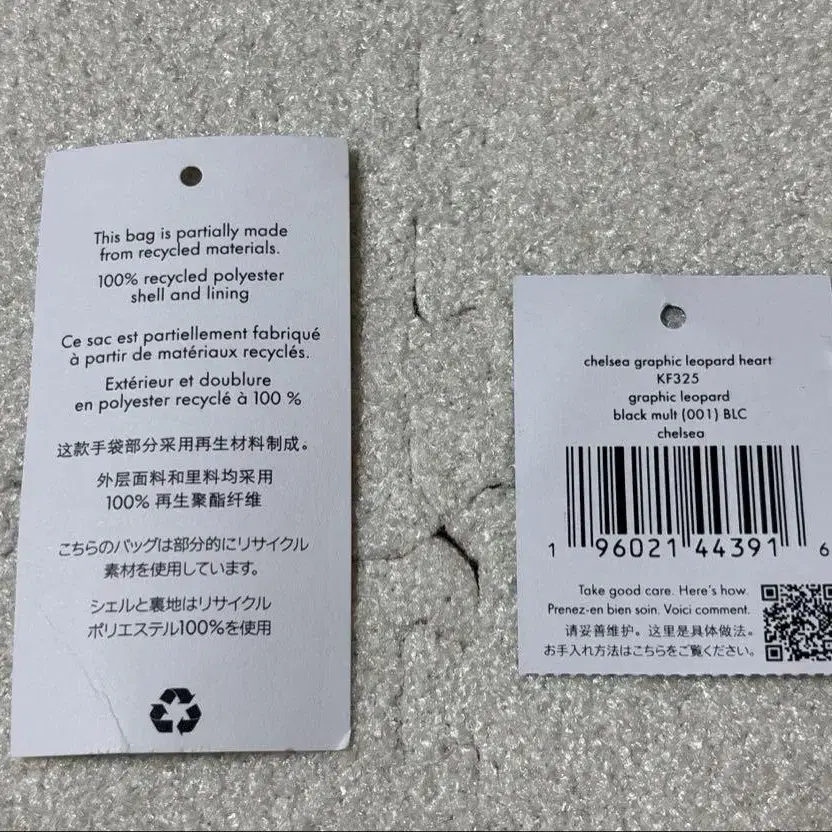 This bag is partially made
from recycled materials.
100% recycled polyester
shell and lining
Ce sac est partiellement fabriqué
à partir de matériaux recyclés.
Extérieur et doublure
en polyester recyclé à 100 %
这款手袋部分采用再生材料制成。
外层面料和里料均采用
100% 再生聚酯纤维
こちらのバッグは部分的にリサイクル
素材を使用しています。
シェルと裏地はリサイクル
ポリエステル100%を使用
chelsea graphic leopard heart
KF325
graphic leopard
black mult (001) BLC
chelsea
1 96021 44391 6
Take good care. Here's how.
Prenez-en bien soin. Voici comment.
请妥善维护。这里是具体做法。
お手入れ方法はこちらをご覧ください。